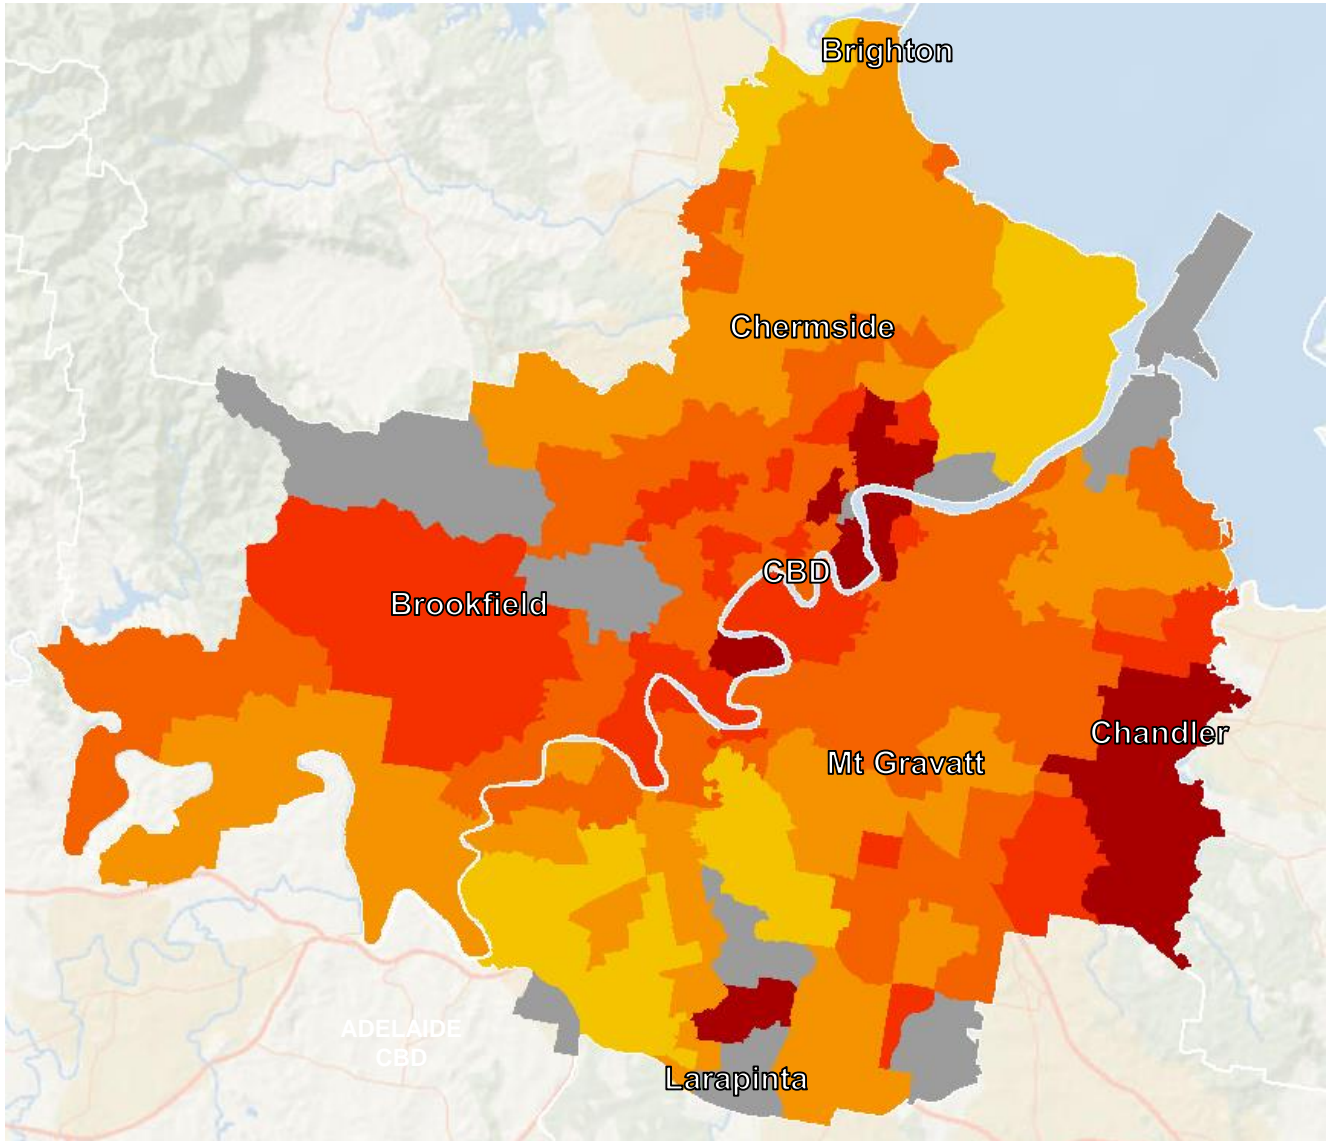 Brighton
Chermside
CBD
Brookfield
Chandler
Mt Gravatt
ADELAIDE
CBD
Larapinta